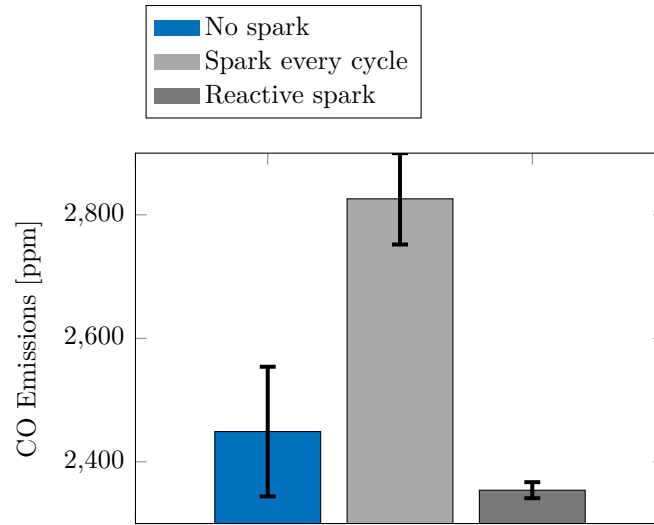 No spark
Spark every cycle
Reactive spark
2,800
2,600
2,400
CO Emissions [ppm]